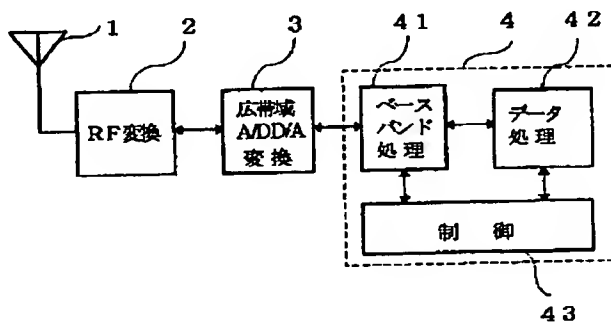 1
2
3
41
4
42
RF変換
広帯域
A/DD/A
変換
ベース
バンド
処理
データ
処理
制御
43